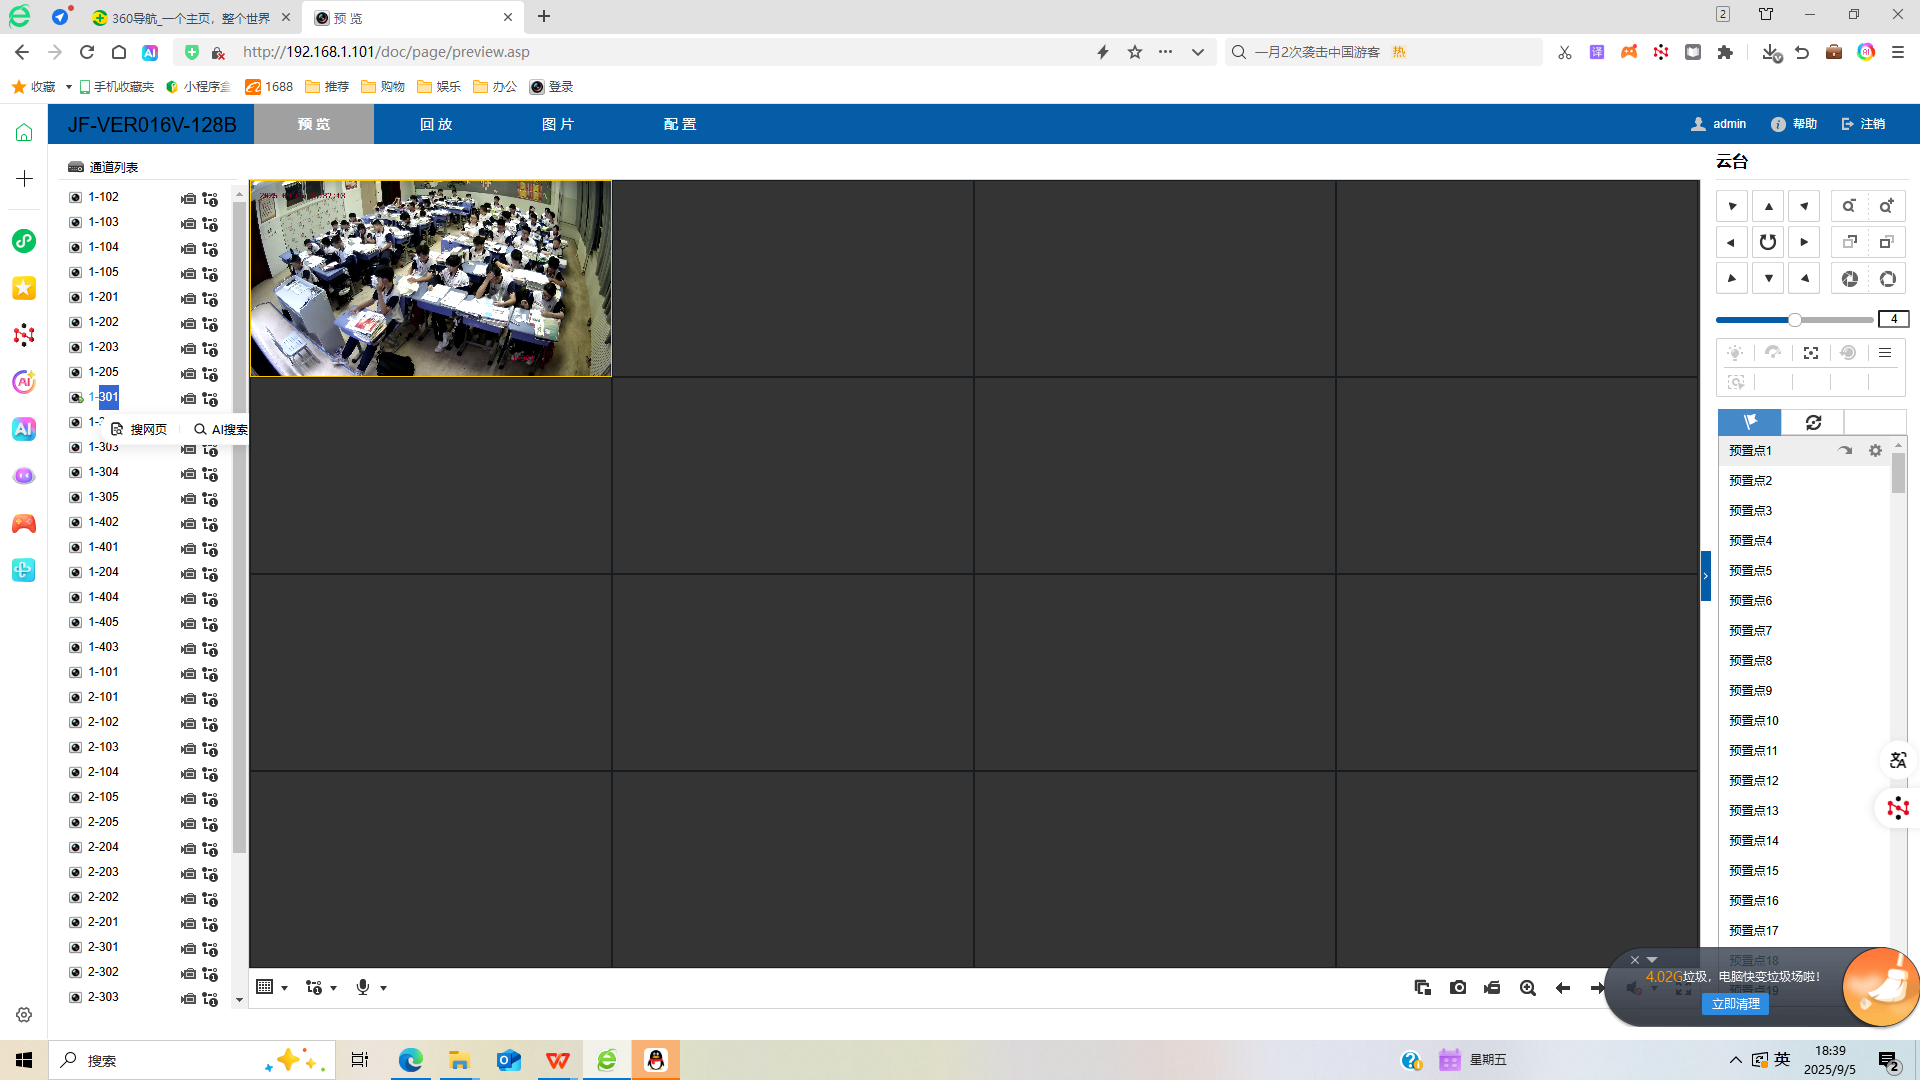 360导航_一个主页，整个世界
预 览
2
http://192.168.1.101/doc/page/preview.asp
一月2次袭击中国游客 热
译
收藏
手机收藏夹
小程序盒
1688
推荐
购物
娱乐
办公
登录
JF-VER016V-128B
预 览
回 放
图 片
配 置
admin
帮助
注销
通道列表
1-102
1-103
1-104
1-105
1-201
1-202
1-203
1-205
1-301
搜网页
AI搜索
1-303
1-304
1-305
1-402
1-401
1-204
1-404
1-405
1-403
1-101
2-101
2-102
2-103
2-104
2-105
2-205
2-204
2-203
2-202
2-201
2-301
2-302
2-303
云台
4
预置点1
预置点2
预置点3
预置点4
预置点5
预置点6
预置点7
预置点8
预置点9
预置点10
预置点11
预置点12
预置点13
预置点14
预置点15
预置点16
预置点17
预置点18
4.02G垃圾，电脑快变垃圾场啦！
立即清理
搜索
星期五
英
18:39
2025/9/5
2